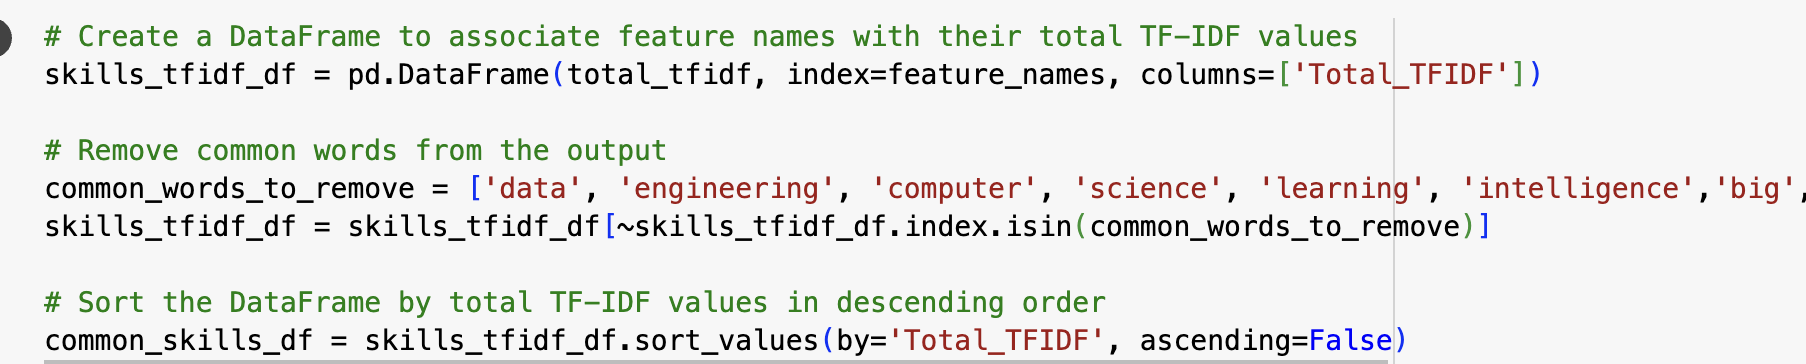 # Create a DataFrame to associate feature names with their total TF-IDF values
skills_tfidf_df = pd.DataFrame(total_tfidf, index=feature_names, columns=['Total_TFIDF'])
# Remove common words from the output
common_words_to_remove = ['data', 'engineering', 'computer', 'science', 'learning', 'intelligence','big',
skills_tfidf_df = skills_tfidf_df[~skills_tfidf_df.index.isin(common_words_to_remove)]
# Sort the DataFrame by total TF-IDF values in descending order
common_skills_df = skills_tfidf_df.sort_values(by='Total_TFIDF', ascending=False)